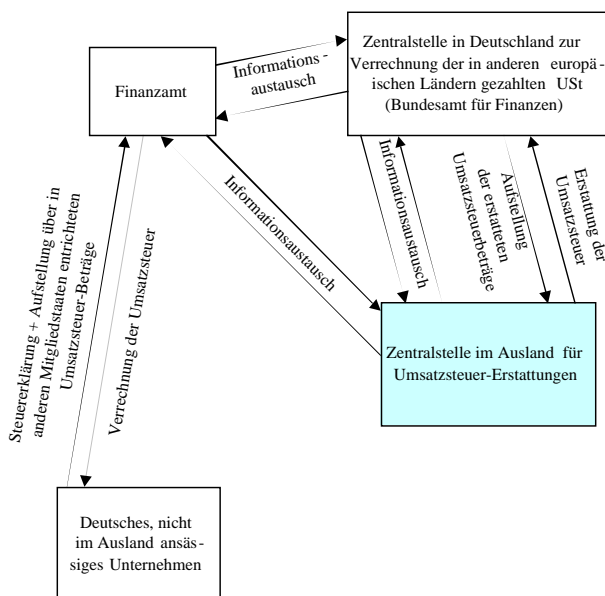 Finanzamt
Informations -
austausch
Zentralstelle in Deutschland zur
Verrechnung der in anderen europä-
ischen Ländern gezahlten USt
(Bundesamt für Finanzen)
Steuererklärung + Aufstellung über in
anderen Mitgliedstaaten entrichteten
Umsatzsteuer-Beträge
Verrechnung der Umsatzsteuer
Informationsaustausch
Informationsaustausch
Aufstellung
der erstatteten
Umsatzsteuerbeträge
Erstattung der
Umsatzsteuer
Zentralstelle im Ausland für
Umsatzsteuer-Erstattungen
Deutsches, nicht
im Ausland ansäs-
siges Unternehmen